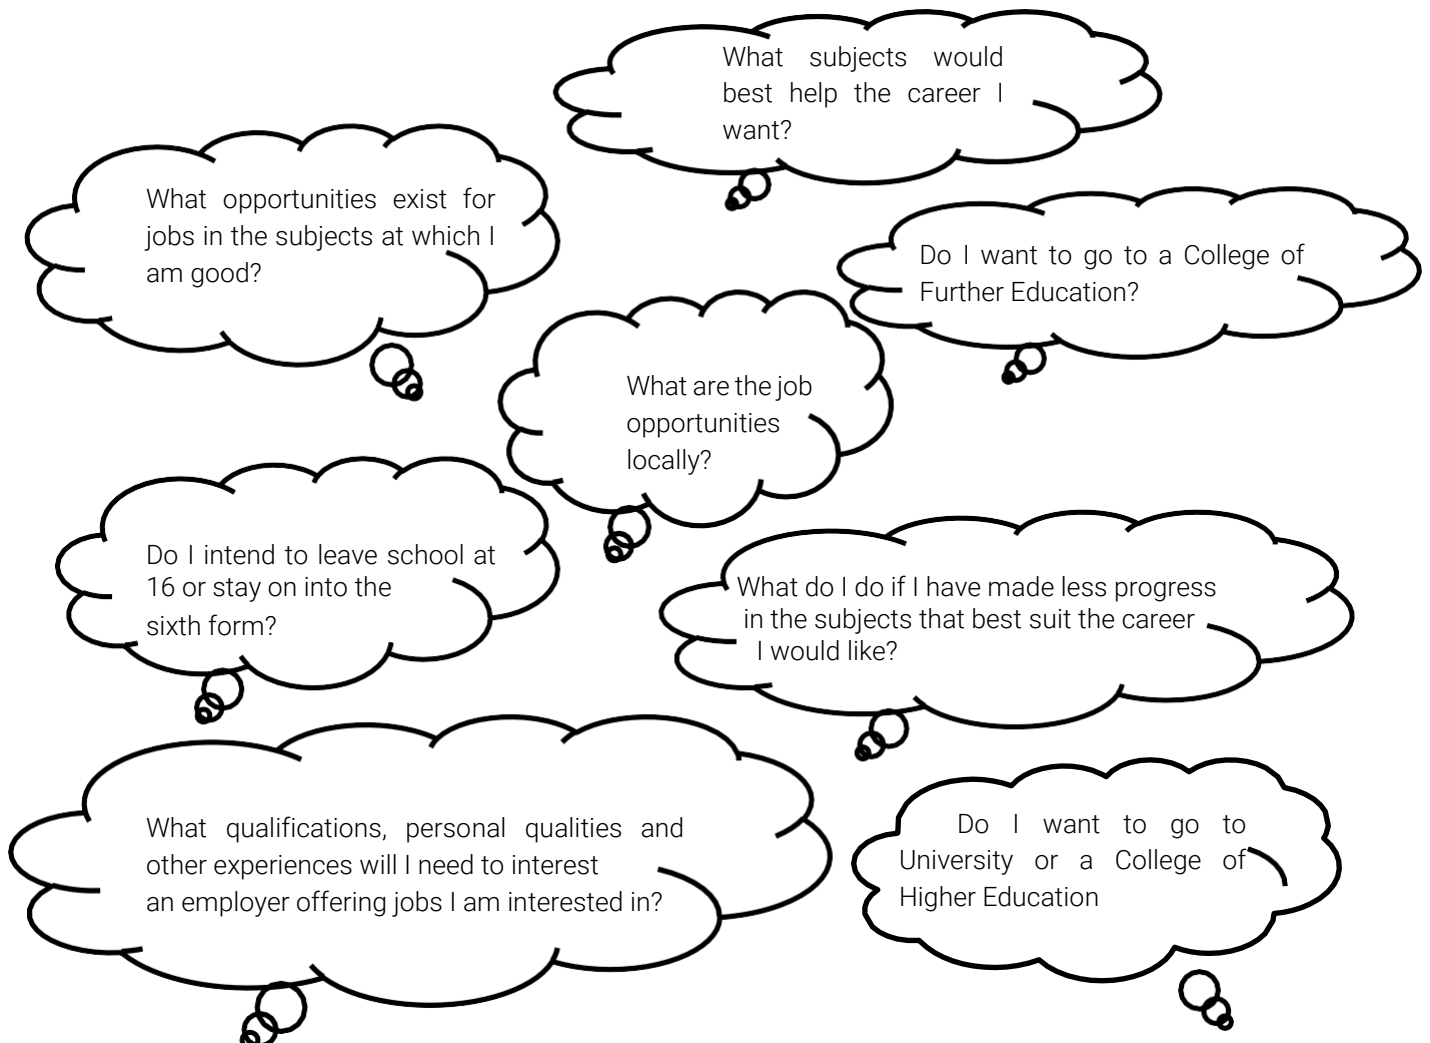 What subjects would
best help the career I
want?
What opportunities exist for
jobs in the subjects at which I
am good?
Do I want to go to a College of
Further Education?
What are the job
opportunities
locally?
Do I intend to leave school at
16 or stay on into the
sixth form?
What do I do if I have made less progress
in the subjects that best suit the career
I would like?
What qualifications, personal qualities and
other experiences will I need to interest
an employer offering jobs I am interested in?
Do I want to go to
University or a College of
Higher Education